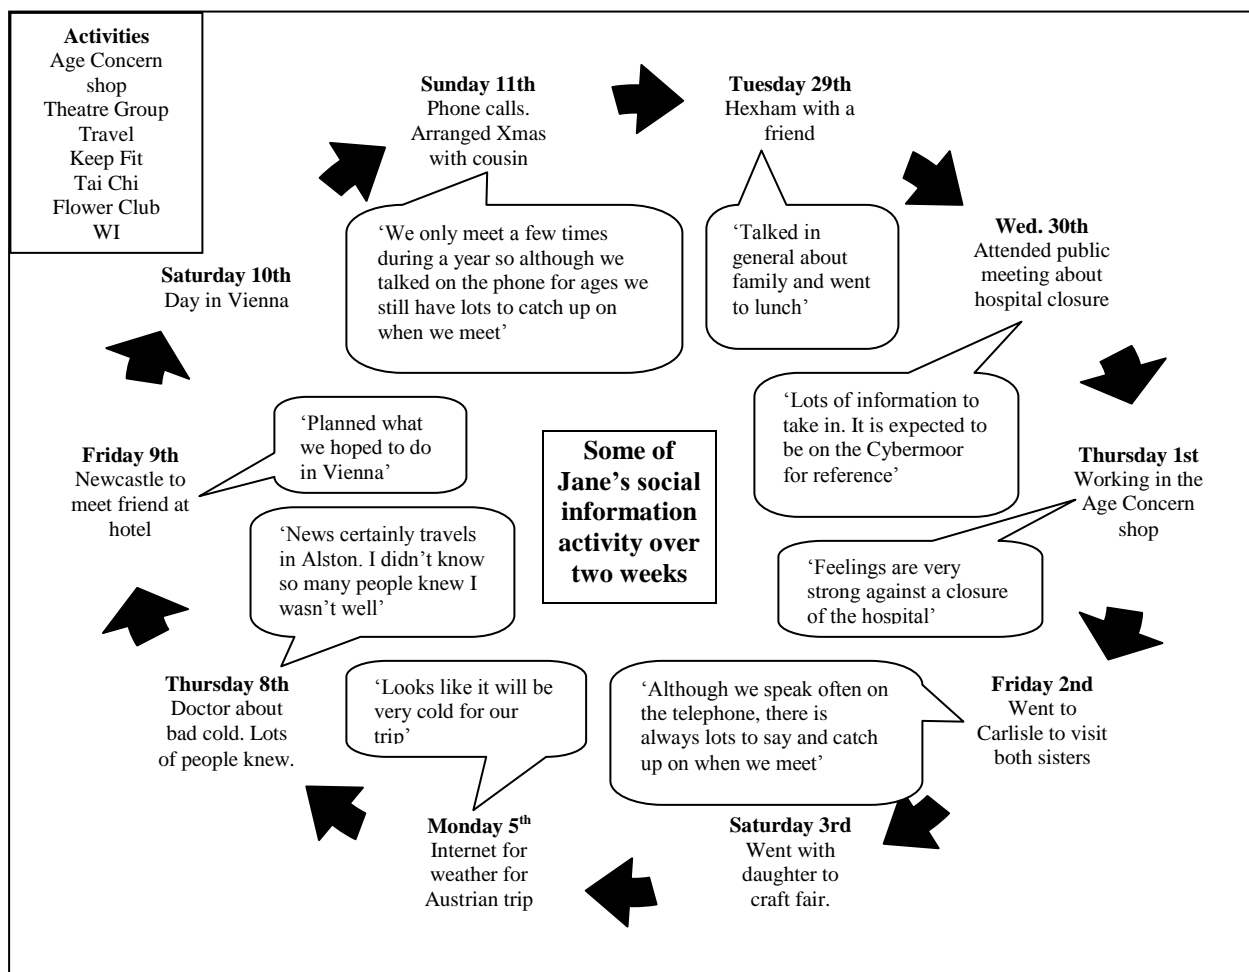 Activities
Age Concern
shop
Theatre Group
Travel
Keep Fit
Tai Chi
Flower Club
WI
Sunday 11th
Phone calls.
Arranged Xmas
with cousin
‘We only meet a few times
during a year so although we
talked on the phone for ages we
still have lots to catch up on
when we meet’
Tuesday 29th
Hexham with a
friend
‘Talked in
general about
family and went
to lunch’
Wed. 30th
Attended public
meeting about
hospital closure
‘Lots of information to
take in. It is expected to
be on the Cybermoor
for reference’
Thursday 1st
Working in the
Age Concern
shop
‘Feelings are very
strong against a closure
of the hospital’
Friday 2nd
Went to
Carlisle to visit
both sisters
‘Although we speak often on
the telephone, there is
always lots to say and catch
up on when we meet’
Saturday 3rd
Went with
daughter to
craft fair.
Monday 5th
Internet for
weather for
Austrian trip
‘Looks like it will be
very cold for our
trip’
Thursday 8th
Doctor about
bad cold. Lots
of people knew.
‘News certainly travels
in Alston. I didn’t know
so many people knew I
wasn’t well’
Friday 9th
Newcastle to
meet friend at
hotel
‘Planned what
we hoped to do
in Vienna’
Saturday 10th
Day in Vienna
Some of
Jane’s social
information
activity over
two weeks